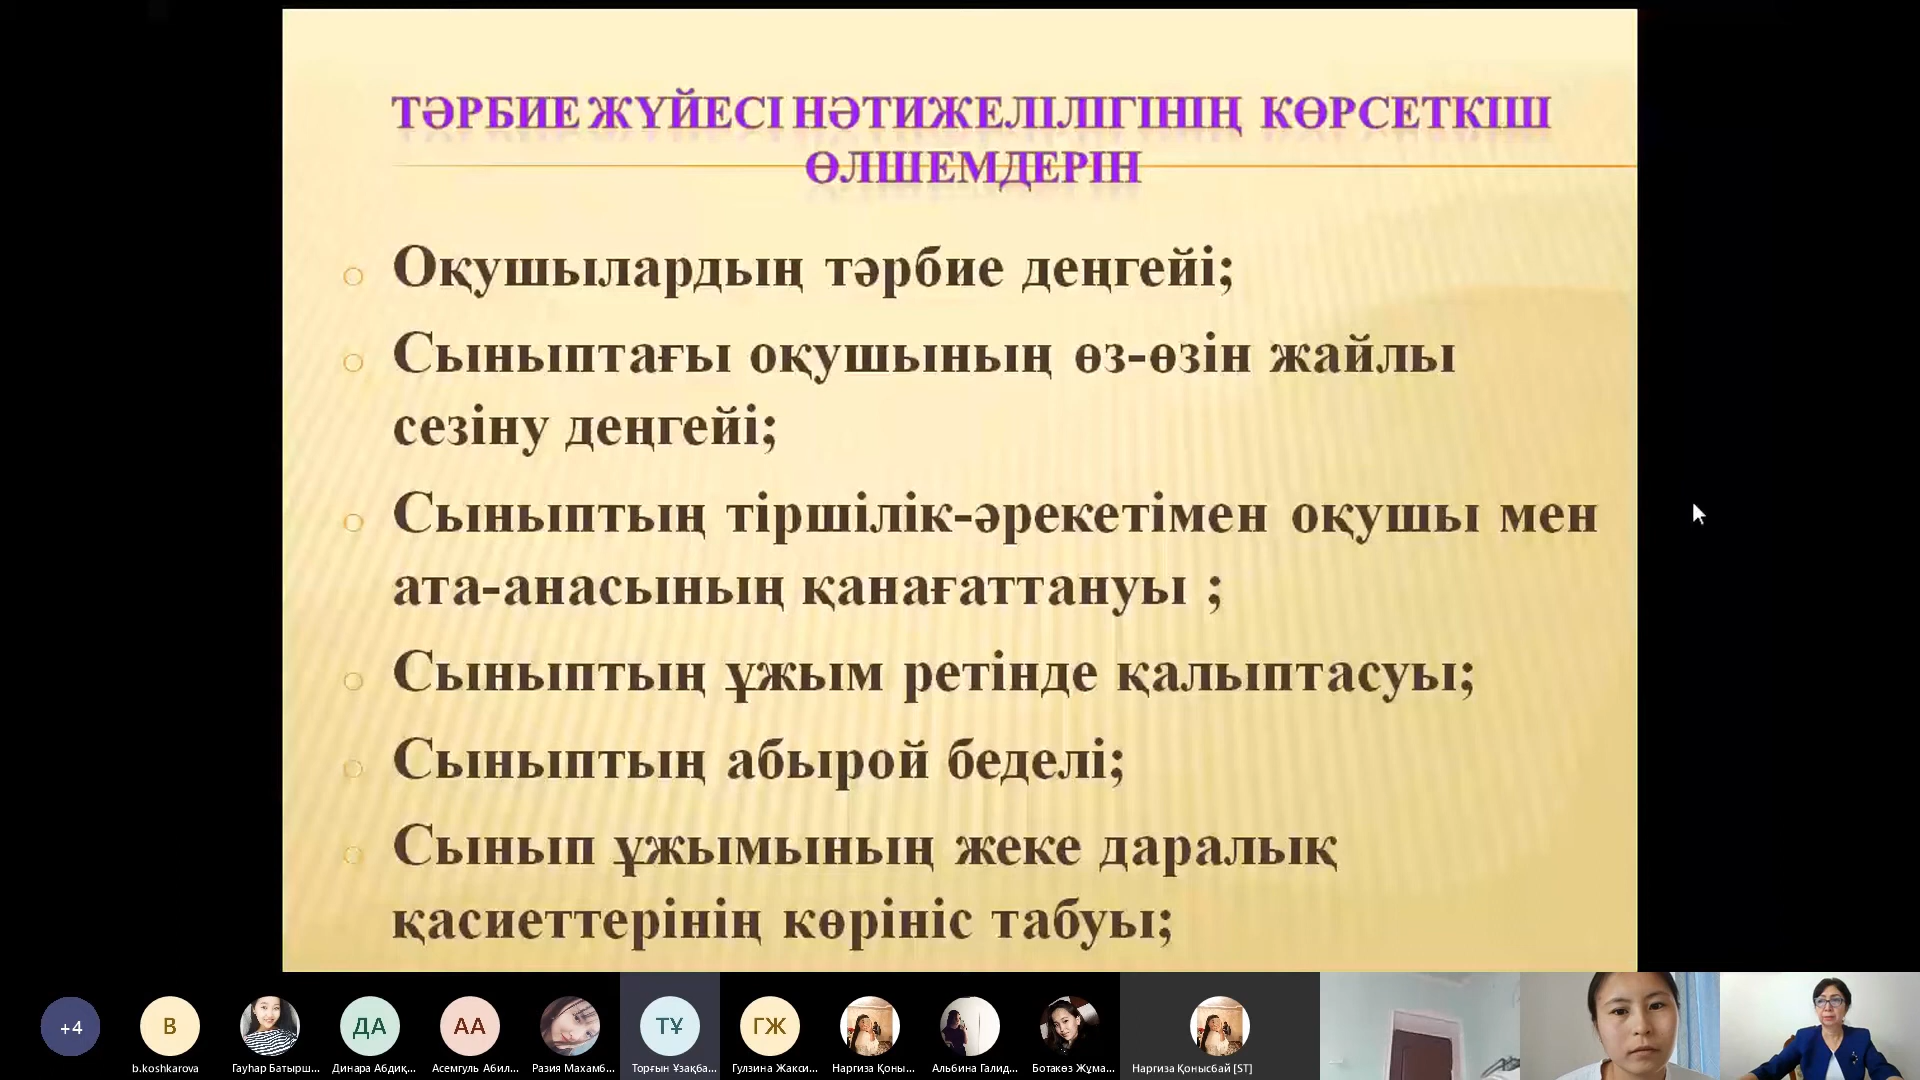 ТӘРБИЕ ЖҮЙЕСІ НӘТИЖЕЛІЛІГІНІҢ КӨРСЕТКІШ
ӨЛШЕМДЕРІН
Оқушылардың тәрбие деңгейі;
Сыныптағы оқушының өз-өзін жайлы
сезіну деңгейі;
Сыныптың тіршілік-әрекетімен оқушы мен
ата-анасының қанағаттануы ;
Сыныптың ұжым ретінде қалыптасуы;
Сыныптың абырой беделі;
Сынып ұжымының жеке даралық
қасиеттерінің көрініс табуы;
+4
B
ДА
АА
ТҰ
ГЖ
b.koshkarova
Гауһар Батырш...
Динара Абдиқ...
Асемгуль Абил...
Разия Махамб...
Торғын Ұзақба...
Гулзина Жакси...
Наргиза Қоны...
Альбина Галид...
Ботакөз Жұма...
Наргиза Қонысбай [ST]